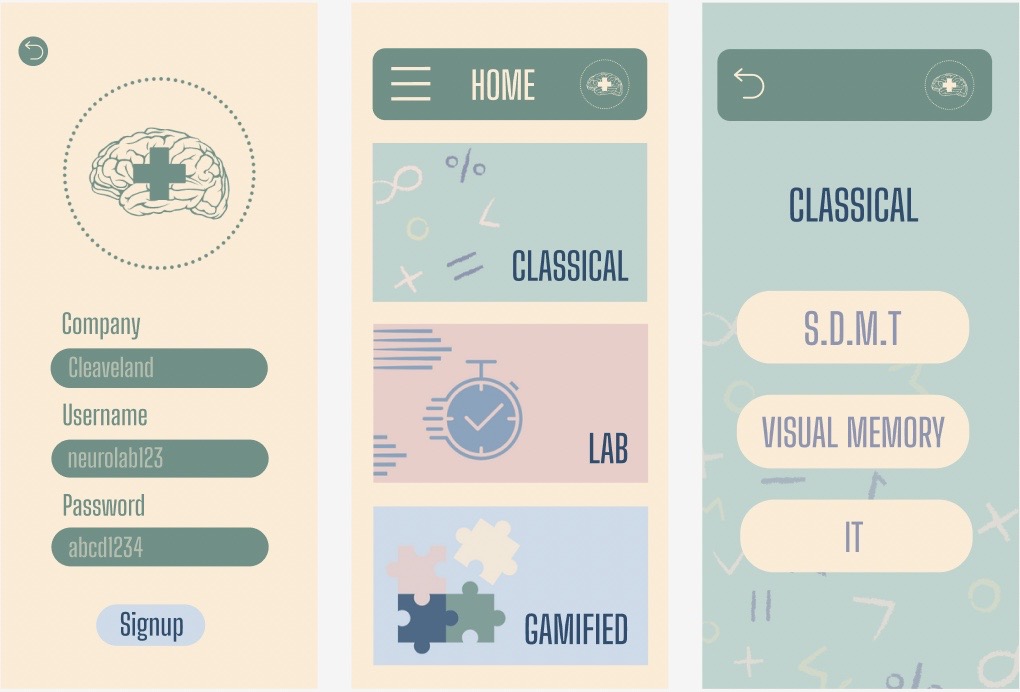 Company
Cleaveland
Username
neurolab123
Password
abcd1234
Signup
HOME
CLASSICAL
LAB
GAMIFIED
CLASSICAL
S.D.M.T
VISUAL MEMORY
IT